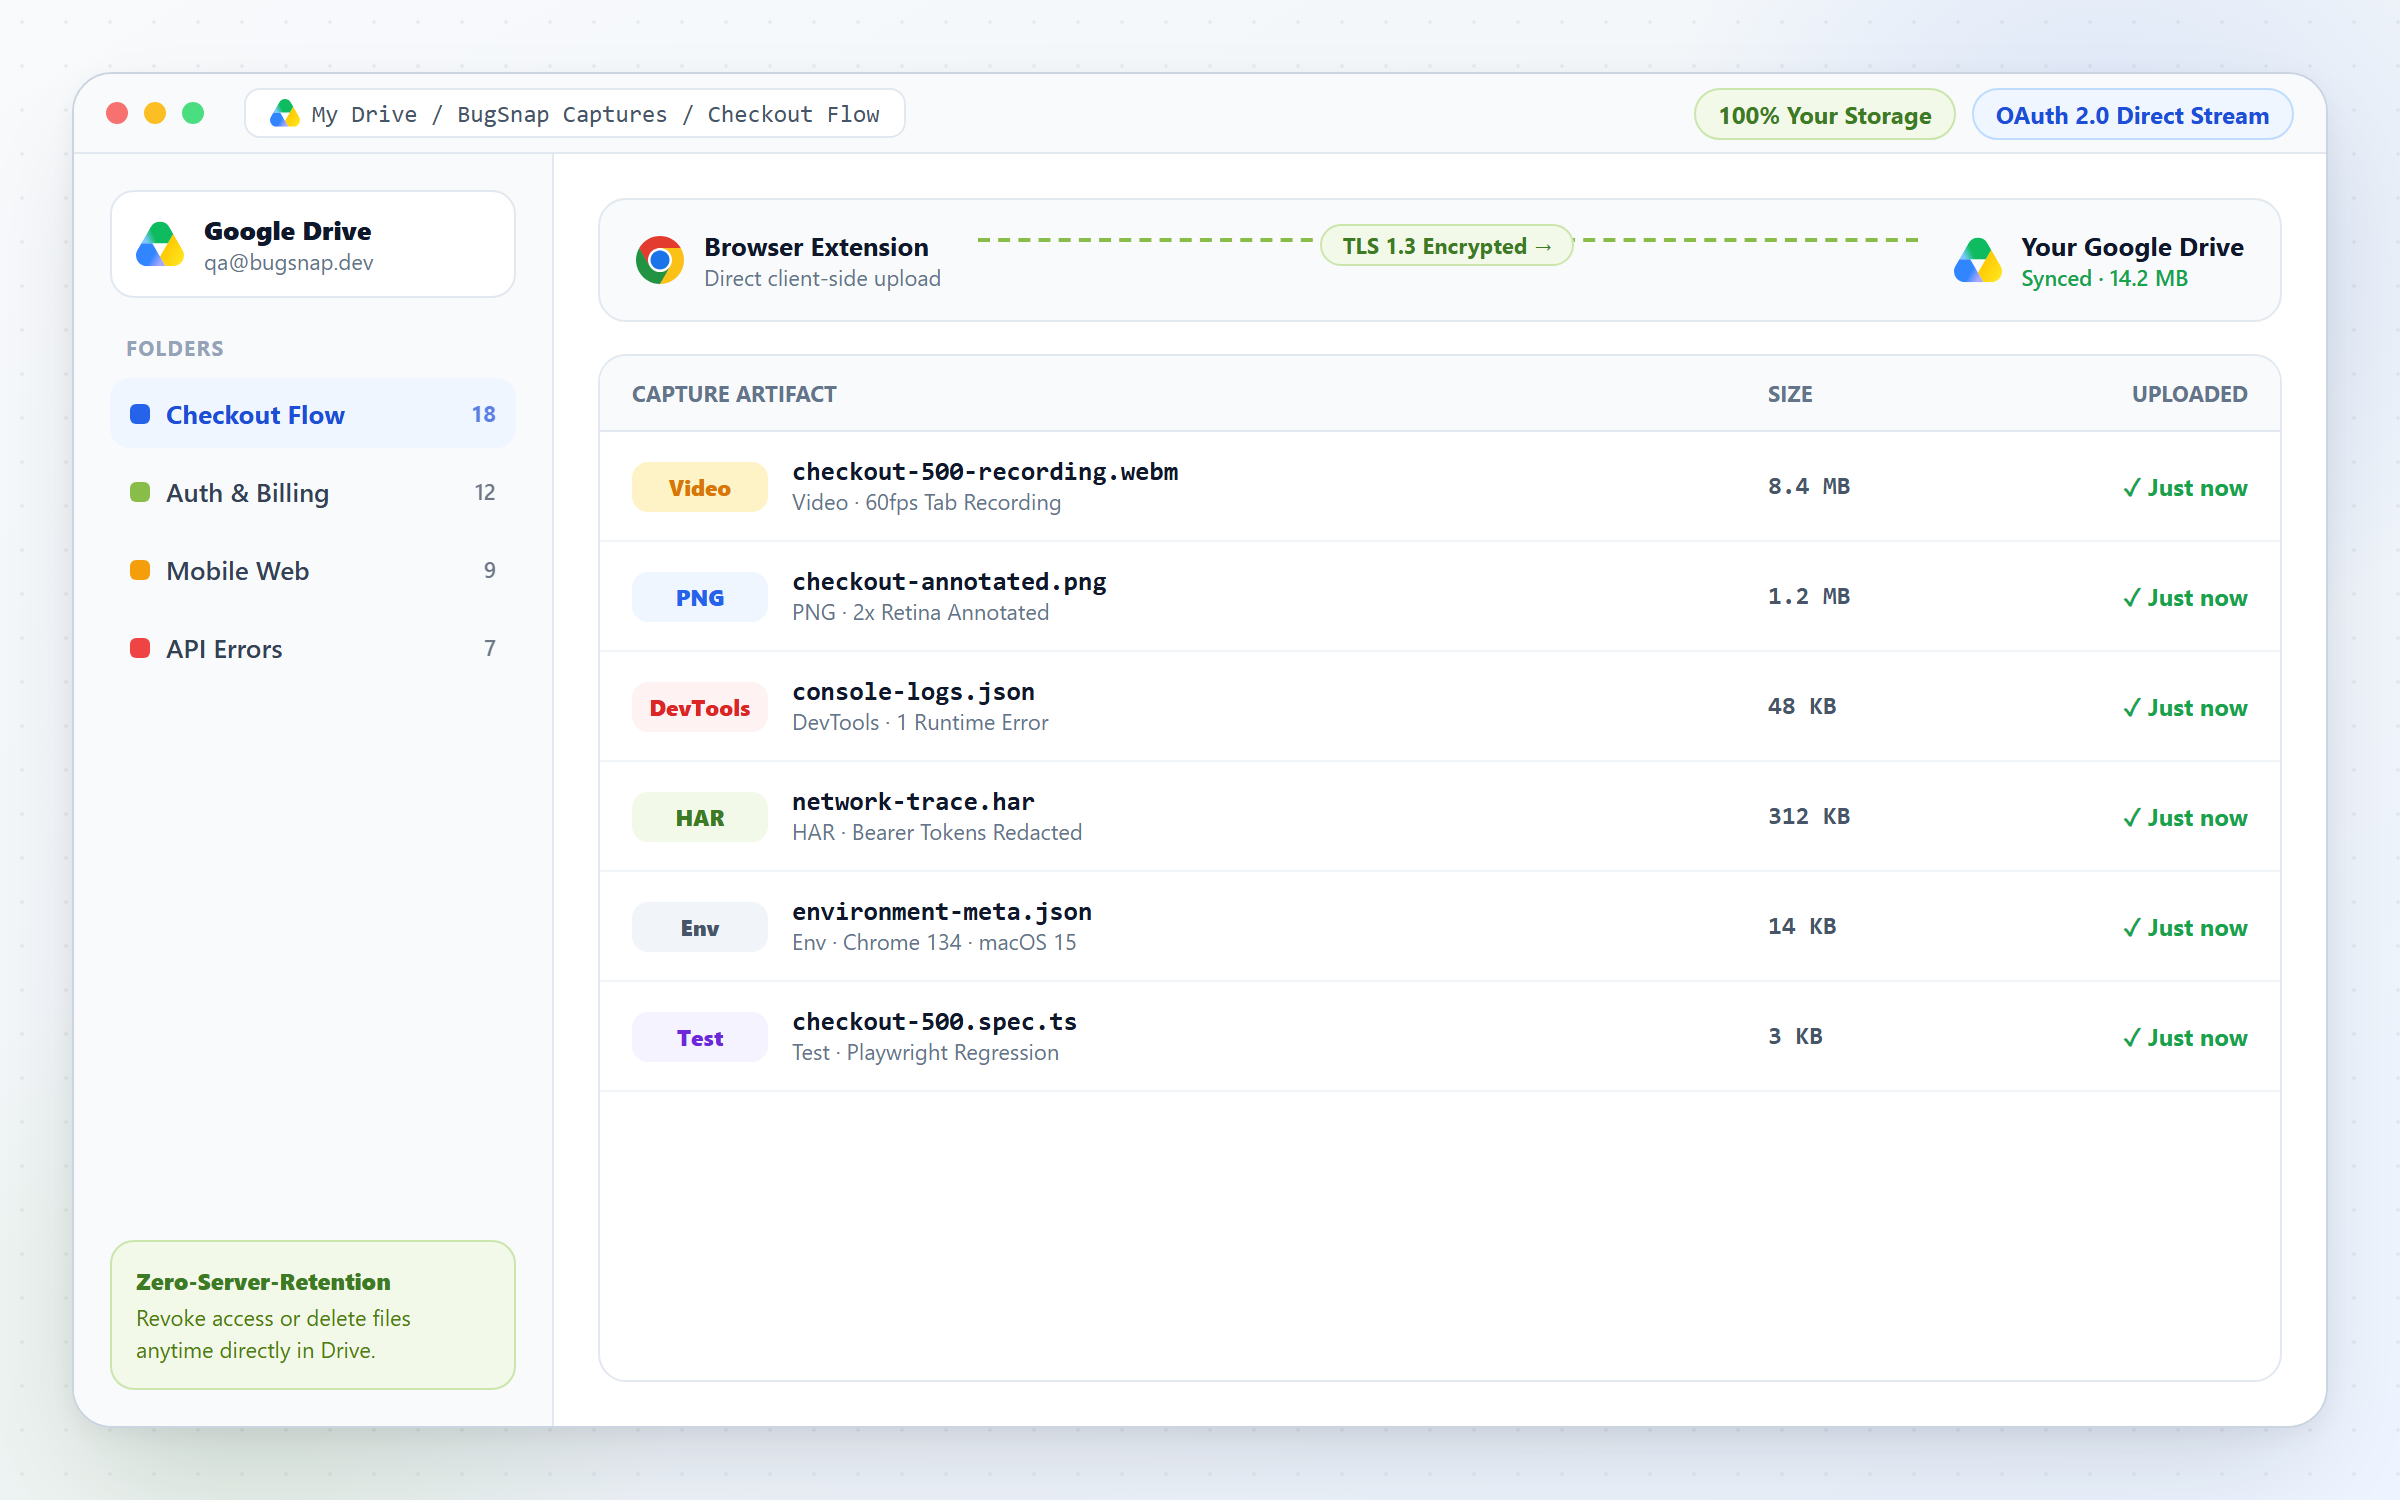 My Drive / BugSnap Captures / Checkout Flow
100% Your Storage
OAuth 2.0 Direct Stream
Google Drive
qa@bugsnap.dev
FOLDERS
Checkout Flow 18
Auth & Billing 12
Mobile Web 9
API Errors 7
Zero-Server-Retention
Revoke access or delete files
anytime directly in Drive.
Browser Extension
Direct client-side upload
TLS 1.3 Encrypted →
Your Google Drive
Synced · 14.2 MB
CAPTURE ARTIFACT SIZE UPLOADED
Video
checkout-500-recording.webm
Video · 60fps Tab Recording
8.4 MB
✓ Just now
PNG
checkout-annotated.png
PNG · 2x Retina Annotated
1.2 MB
✓ Just now
DevTools
console-logs.json
DevTools · 1 Runtime Error
48 KB
✓ Just now
HAR
network-trace.har
HAR · Bearer Tokens Redacted
312 KB
✓ Just now
Env
environment-meta.json
Env · Chrome 134 · macOS 15
14 KB
✓ Just now
Test
checkout-500.spec.ts
Test · Playwright Regression
3 KB
✓ Just now